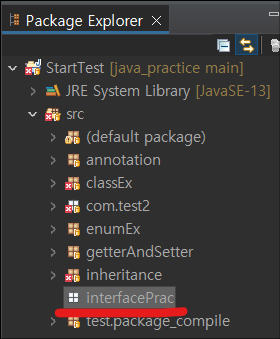 Package Explorer
StartTest [java_practice main]
JRE System Library [JavaSE-13]
src
(default package)
annotation
classEx
com.test2
enumEx
getterAndSetter
inheritance
interfacePrac
test.package_compile